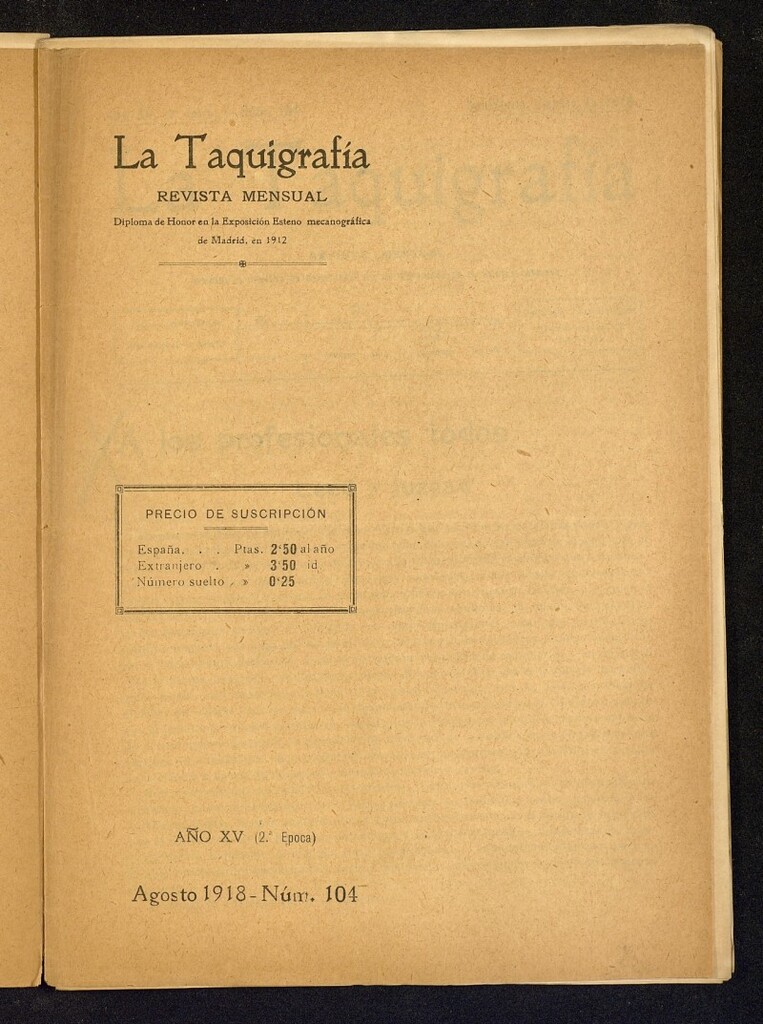 La Taquigrafía
REVISTA MENSUAL
Diploma de Honor en la Exposición Esteno mecanográfica
de Madrid, en 1912
PRECIO DE SUSCRIPCIÓN
España. . . Ptas. 2‘50 al año
Extranjero . » 3‘50 id.
Número suelto . » 0‘25
AÑO XV (2.ª Epoca)
Agosto 1918 - Núm. 104